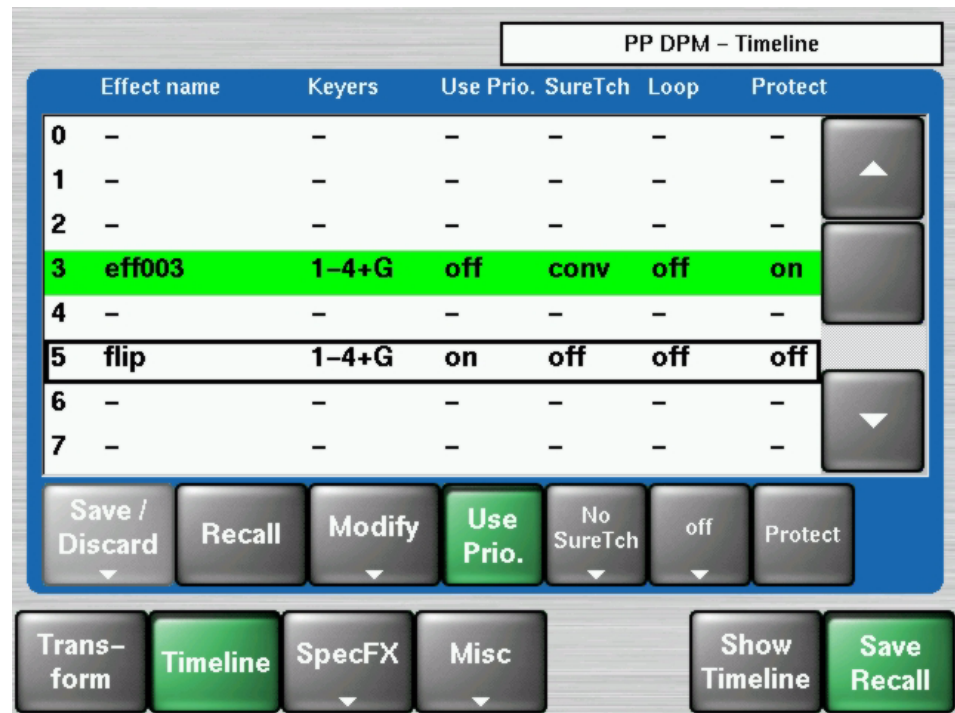 PP DPM – Timeline
Effect name Keyers Use Prio. SureTch Loop Protect
0 – – – – – –
1 – – – – – –
2 – – – – – –
3 eff003 1–4+G off conv off on
4 – – – – – –
5 flip 1–4+G on off off off
6 – – – – – –
7 – – – – – –
Save /
Discard
Recall
Modify
Use
Prio.
No
SureTch
off
Protect
Trans–
form
Timeline
SpecFX
Misc
Show
Timeline
Save
Recall